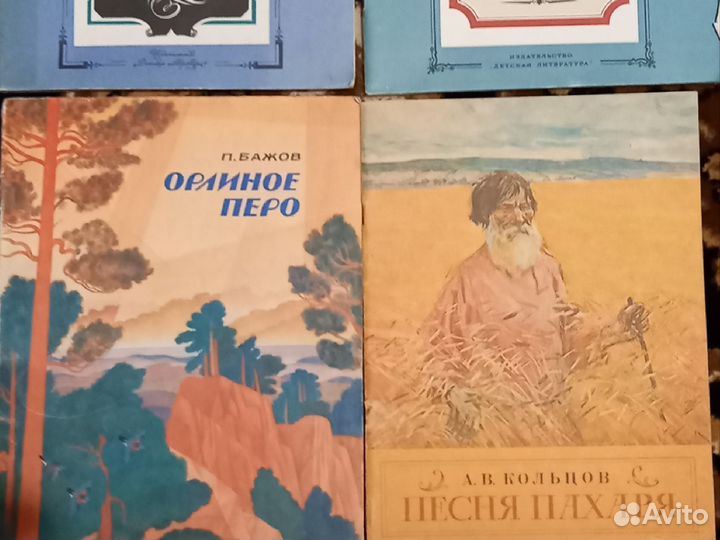 ИЗДАТЕЛЬСТВО
„ДЕТСКАЯ ЛИТЕРАТУРА"
П. БАЖОВ
ОРЛИНОЕ
ПЕРО
А. В. КОЛЬЦОВ
ПЕСНЯ ПАХАРЯ
Avito